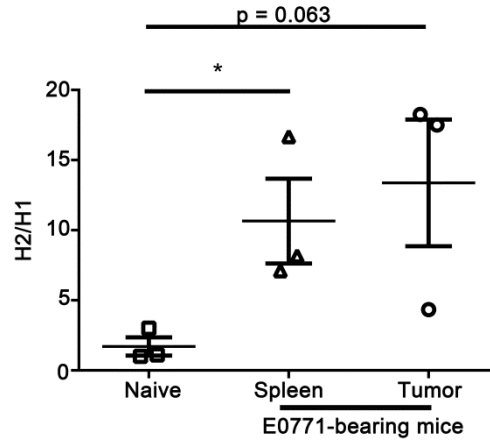 p = 0.063
*
20
15
10
5
0
H2/H1
Naive Spleen Tumor
E0771-bearing mice